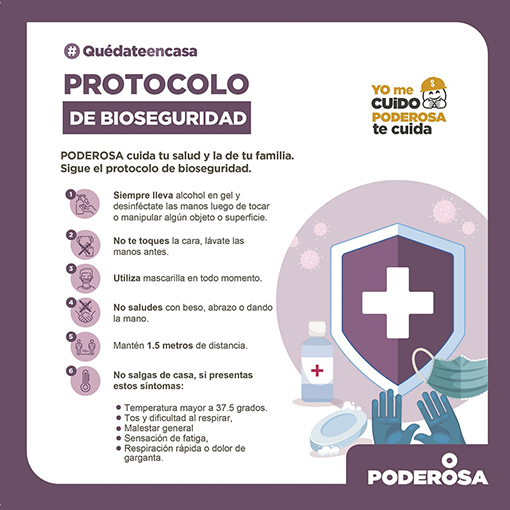 #Quédateencasa
PROTOCOLO
DE BIOSEGURIDAD
YO me
CUIDO
PODEROSA
te cuida
PODEROSA cuida tu salud y la de tu familia.
Sigue el protocolo de bioseguridad.
1
Siempre lleva alcohol en gel y
desinféctate las manos luego de tocar
o manipular algún objeto o superficie.
2
No te toques la cara, lávate las
manos antes.
3
Utiliza mascarilla en todo momento.
4
No saludes con beso, abrazo o dando
la mano.
5
Mantén 1.5 metros de distancia.
6
No salgas de casa, si presentas
estos síntomas:
• Temperatura mayor a 37.5 grados.
• Tos y dificultad al respirar,
• Malestar general
• Sensación de fatiga,
• Respiración rápida o dolor de
garganta.
PODEROSA